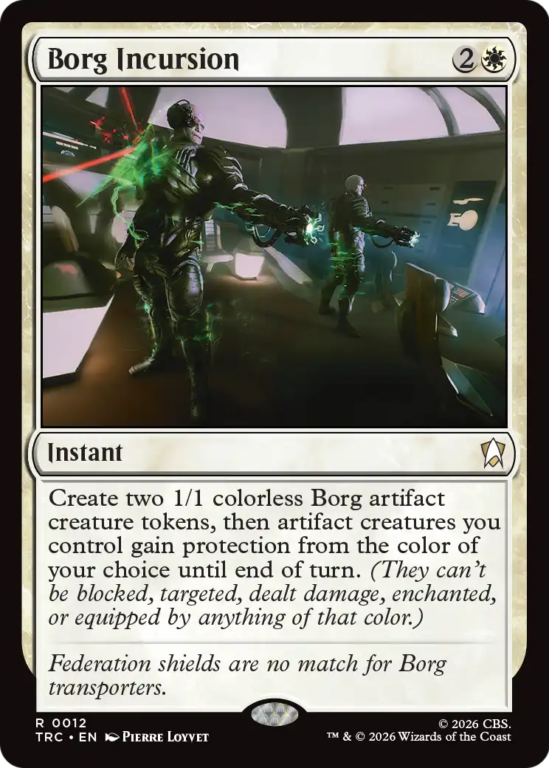 Borg Incursion 2
Instant
Create two 1/1 colorless Borg artifact
creature tokens, then artifact creatures you
control gain protection from the color of
your choice until end of turn. (They can't
be blocked, targeted, dealt damage, enchanted,
or equipped by anything of that color.)
Federation shields are no match for Borg
transporters.
R 0012 © 2026 CBS.
TRC • EN Pierre Loyvet ™ & © 2026 Wizards of the Coast